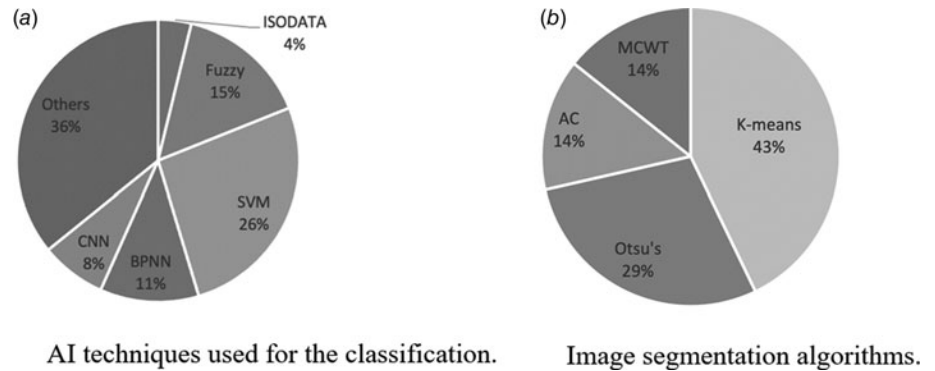 (a)
ISODATA
4%
Fuzzy
15%
Others
36%
SVM
26%
CNN
8%
BPNN
11%
AI techniques used for the classification.
(b)
MCWT
14%
K-means
43%
AC
14%
Otsu's
29%
Image segmentation algorithms.